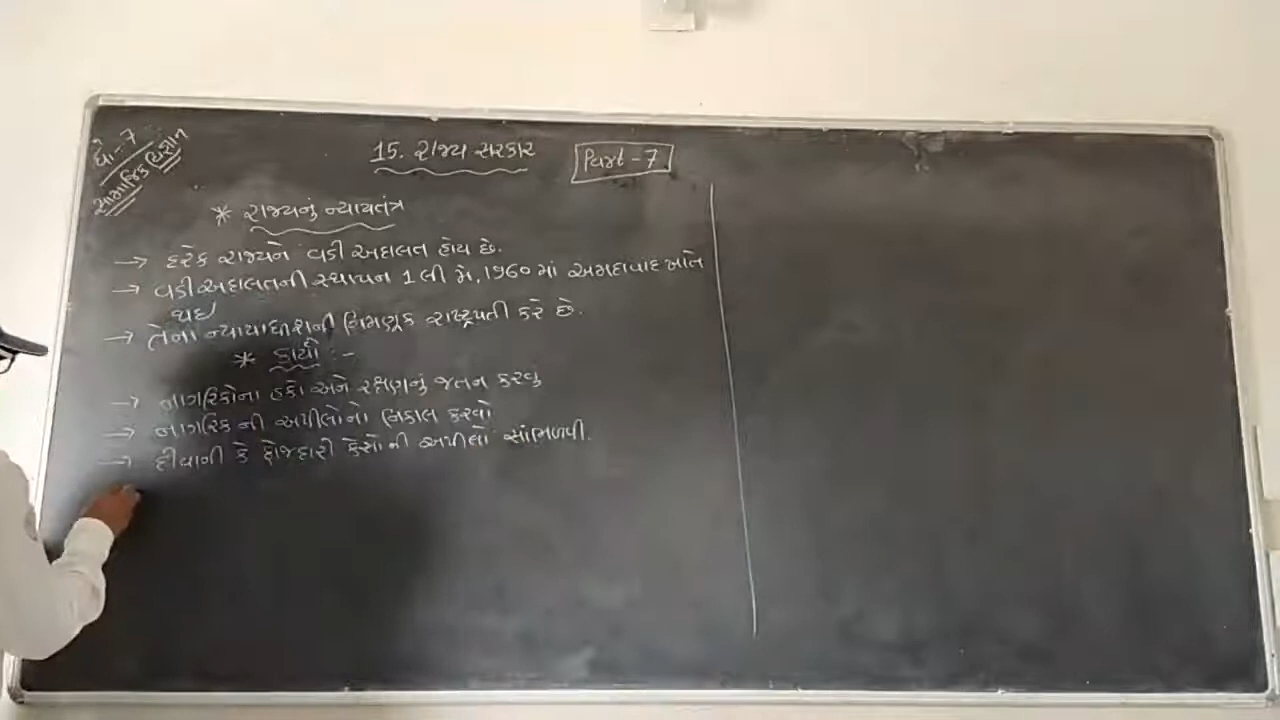 ધો-7
સામાજિક વિજ્ઞાન
15. રાજ્ય સરકાર
Part-7
* રાજ્યનું ન્યાયતંત્ર
→ દરેક રાજ્યને વડી અદાલત હોય છે.
→ વડી અદાલતની સ્થાપન 1 લી મે, 1960 માં અમદાવાદ ખાતે
થઇ
→ તેના ન્યાયાધીશની નિમણૂક રાષ્ટ્રપતી કરે છે.
* કાર્યો :-
→ નાગરિકોના હકો અને રક્ષણનું જતન કરવુ
→ નાગરિક ની અપીલોનો નિકાલ કરવો
→ દીવાની કે ફોજદારી કેસો ની અપીલો સાંભળવી.